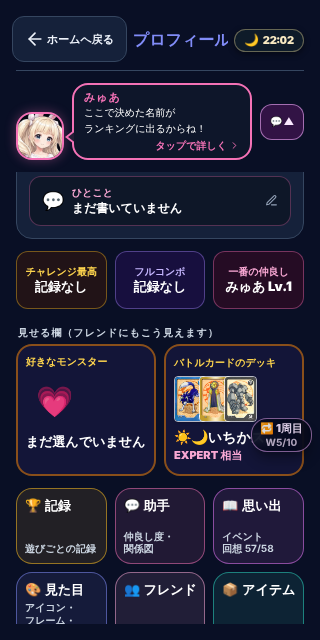 ホームへ戻る
プロフィール
🌙 22:02
みゅあ
ここで決めた名前が
ランキングに出るからね！
タップで詳しく
💬▲
ひとこと
まだ書いていません
チャレンジ最高
記録なし
フルコンボ
記録なし
一番の仲良し
みゅあ Lv.1
見せる欄（フレンドにもこう見えます）
好きなモンスター
まだ選んでいません
バトルカードのデッキ
☀️🌙いちか
EXPERT 相当
🔁 1周目
W5/10
🏆 記録
遊びごとの記録
💬 助手
仲良し度・
関係図
📖 思い出
イベント
回想 57/58
🎨 見た目
アイコン・
フレーム・
👥 フレンド
📦 アイテム